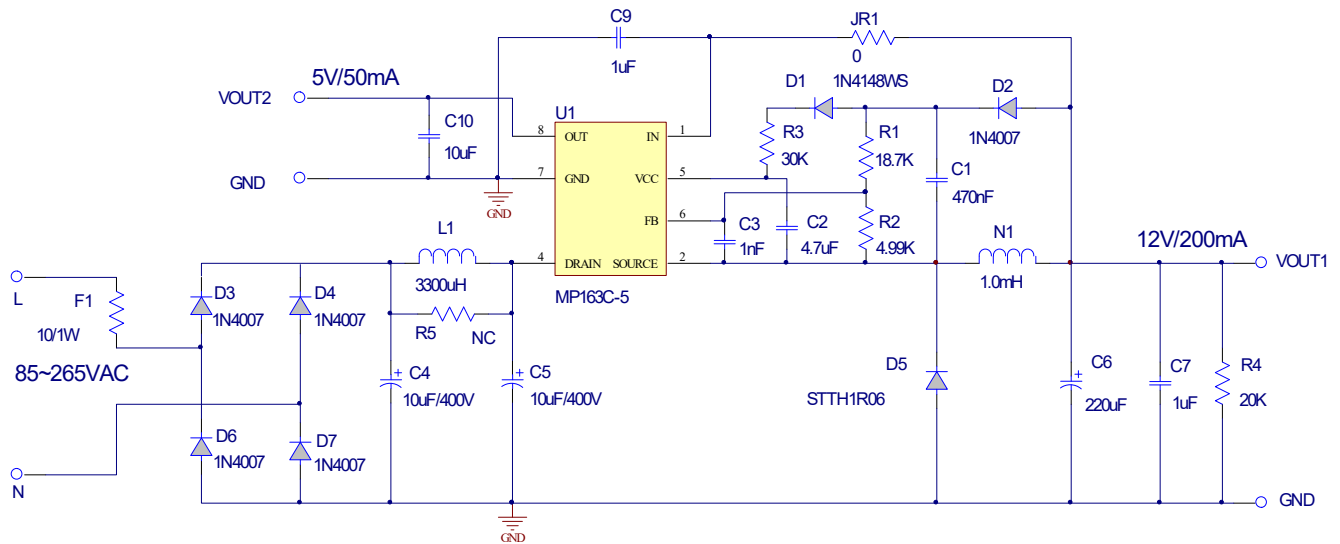 C9
1uF
JR1
0
1N4148WS
5V/50mA
VOUT2
C10
10uF
GND
GND
U1
8 OUT IN 1
7 GND VCC 5
FB 6
4 DRAIN SOURCE 2
MP163C-5
D1
D2
1N4007
R3
30K
R1
18.7K
C1
470nF
C3
1nF
C2
4.7uF
R2
4.99K
N1
1.0mH
12V/200mA
VOUT1
L1
3300uH
L
F1
10/1W
D3
1N4007
D4
1N4007
R5
NC
85~265VAC
C4
10uF/400V
C5
10uF/400V
D5
STTH1R06
C6
220uF
C7
1uF
R4
20K
D6
1N4007
D7
1N4007
N
GND
GND